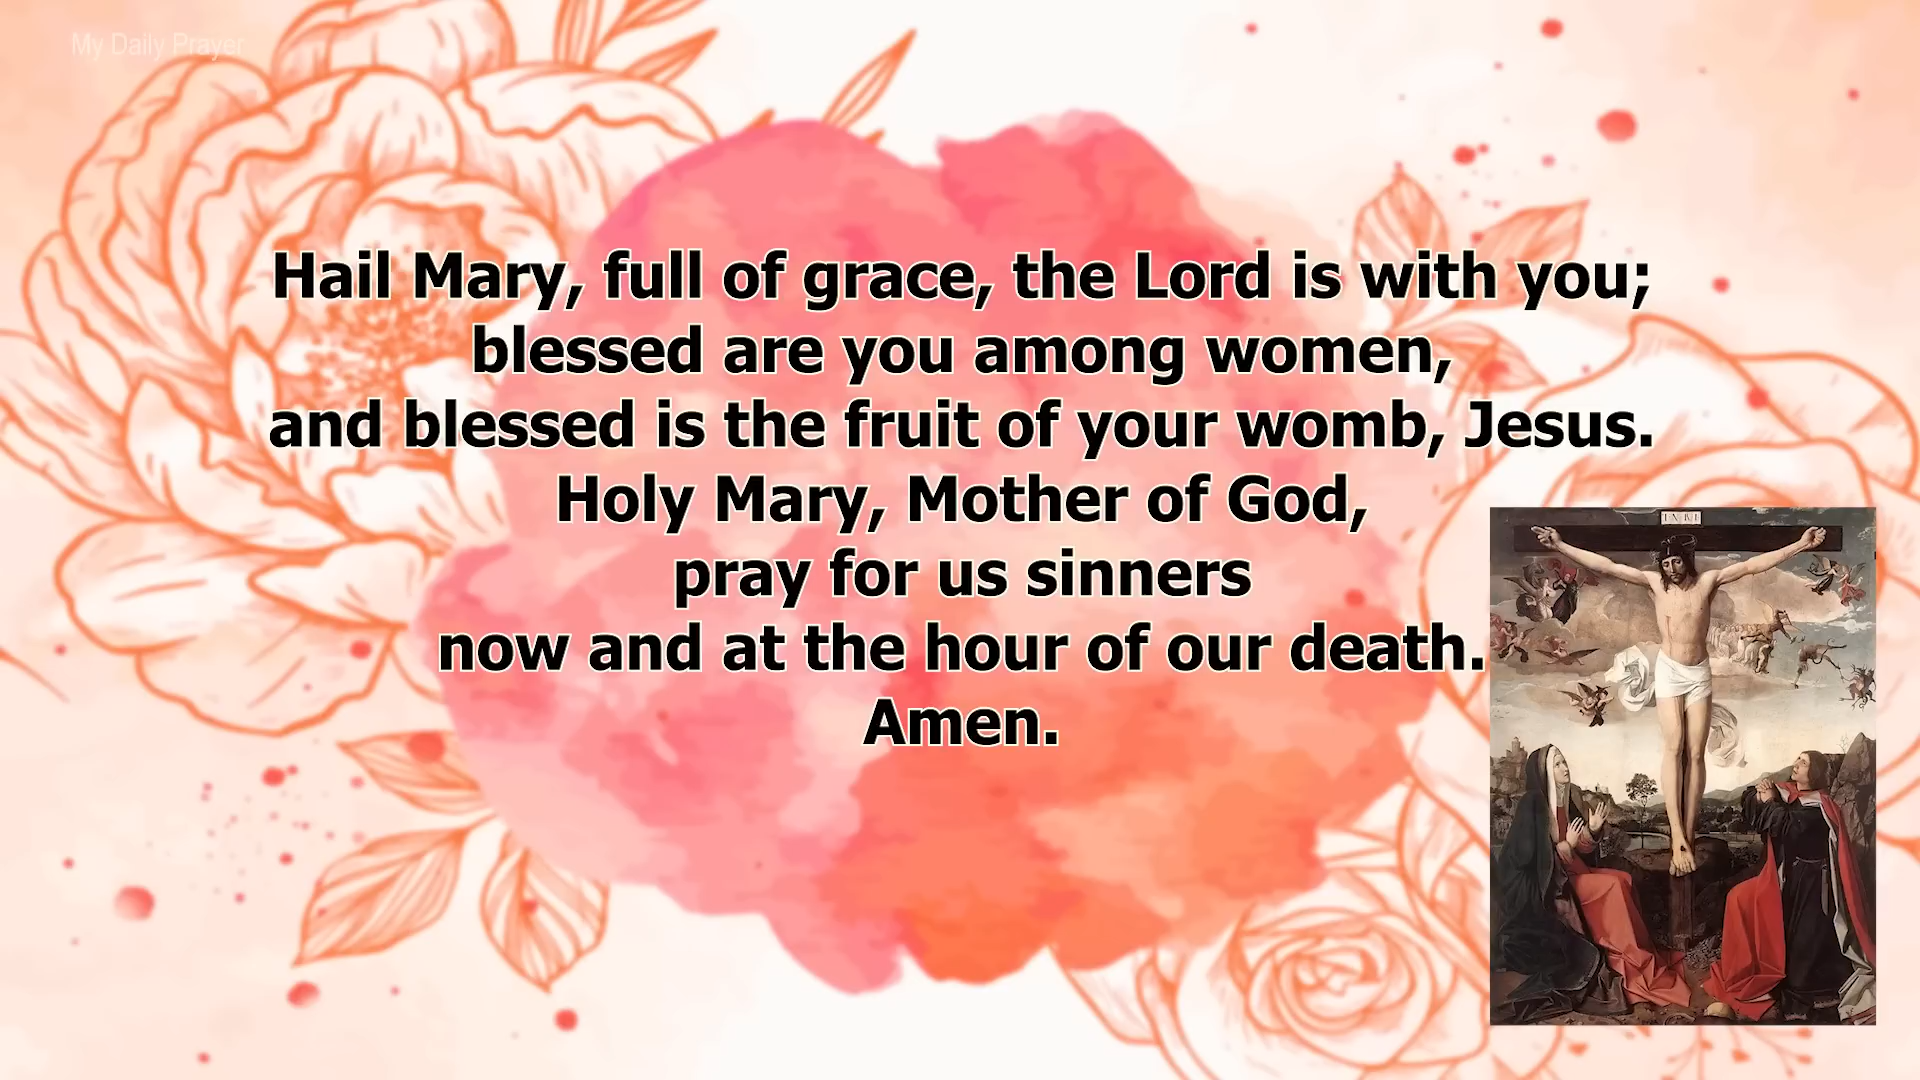 My Daily Prayer
Hail Mary, full of grace, the Lord is with you;
blessed are you among women,
and blessed is the fruit of your womb, Jesus.
Holy Mary, Mother of God,
pray for us sinners
now and at the hour of our death.
Amen.
INRI